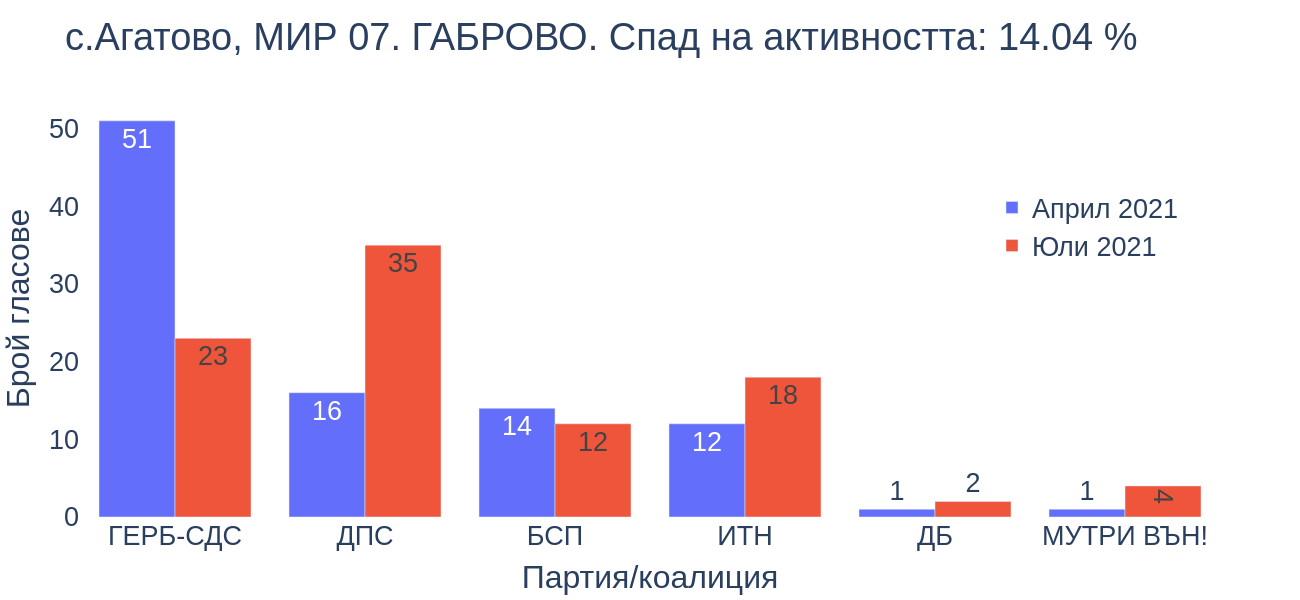 с.Агатово, МИР 07. ГАБРОВО. Спад на активността: 14.04 %
Брой гласове
50
40
30
20
10
0
51
23
16
35
14
12
12
18
1
2
1
4
Април 2021
Юли 2021
ГЕРБ-СДС
ДПС
БСП
ИТН
ДБ
МУТРИ ВЪН!
Партия/коалиция